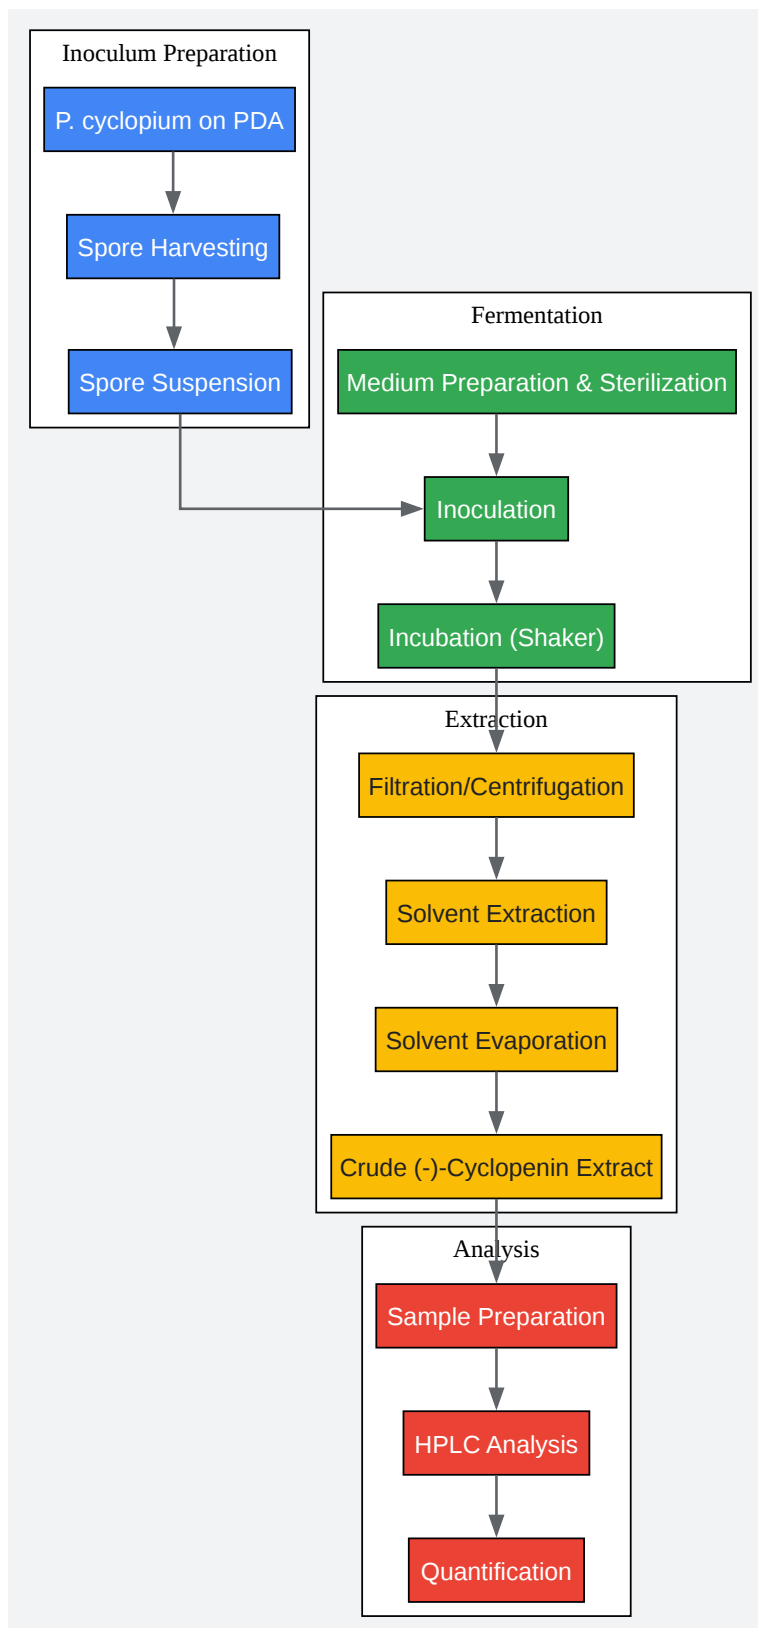 Inoculum Preparation
P. cyclopium on PDA
Spore Harvesting
Spore Suspension
Fermentation
Medium Preparation & Sterilization
Inoculation
Incubation (Shaker)
Extraction
Filtration/Centrifugation
Solvent Extraction
Solvent Evaporation
Crude (-)-Cyclopenin Extract
Analysis
Sample Preparation
HPLC Analysis
Quantification